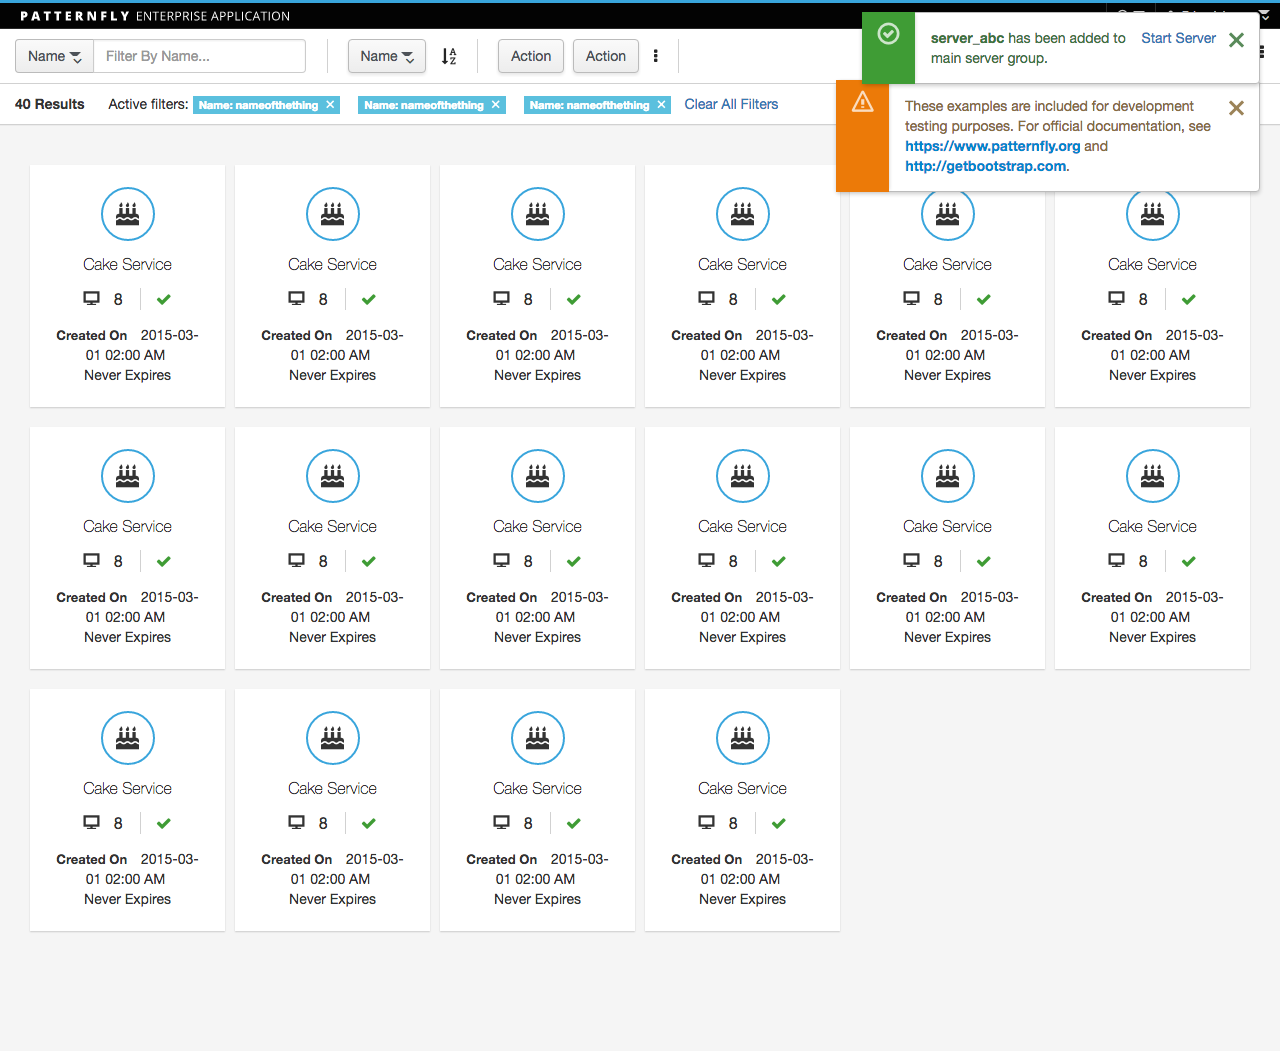 PATTERNFLY ENTERPRISE APPLICATION
server_abc has been added to main server group. Start Server
Name Filter By Name... Name Action Action
40 Results Active filters: Name: nameofthething × Name: nameofthething × Name: nameofthething × Clear All Filters
These examples are included for development
testing purposes. For official documentation, see
https://www.patternfly.org and
http://getbootstrap.com.
Cake Service Cake Service Cake Service Cake Service Cake Service Cake Service
8 8 8 8 8 8
Created On 2015-03- Created On 2015-03- Created On 2015-03- Created On 2015-03- Created On 2015-03- Created On 2015-03-
01 02:00 AM 01 02:00 AM 01 02:00 AM 01 02:00 AM 01 02:00 AM 01 02:00 AM
Never Expires Never Expires Never Expires Never Expires Never Expires Never Expires
Cake Service Cake Service Cake Service Cake Service Cake Service Cake Service
8 8 8 8 8 8
Created On 2015-03- Created On 2015-03- Created On 2015-03- Created On 2015-03- Created On 2015-03- Created On 2015-03-
01 02:00 AM 01 02:00 AM 01 02:00 AM 01 02:00 AM 01 02:00 AM 01 02:00 AM
Never Expires Never Expires Never Expires Never Expires Never Expires Never Expires
Cake Service Cake Service Cake Service Cake Service
8 8 8 8
Created On 2015-03- Created On 2015-03- Created On 2015-03- Created On 2015-03-
01 02:00 AM 01 02:00 AM 01 02:00 AM 01 02:00 AM
Never Expires Never Expires Never Expires Never Expires